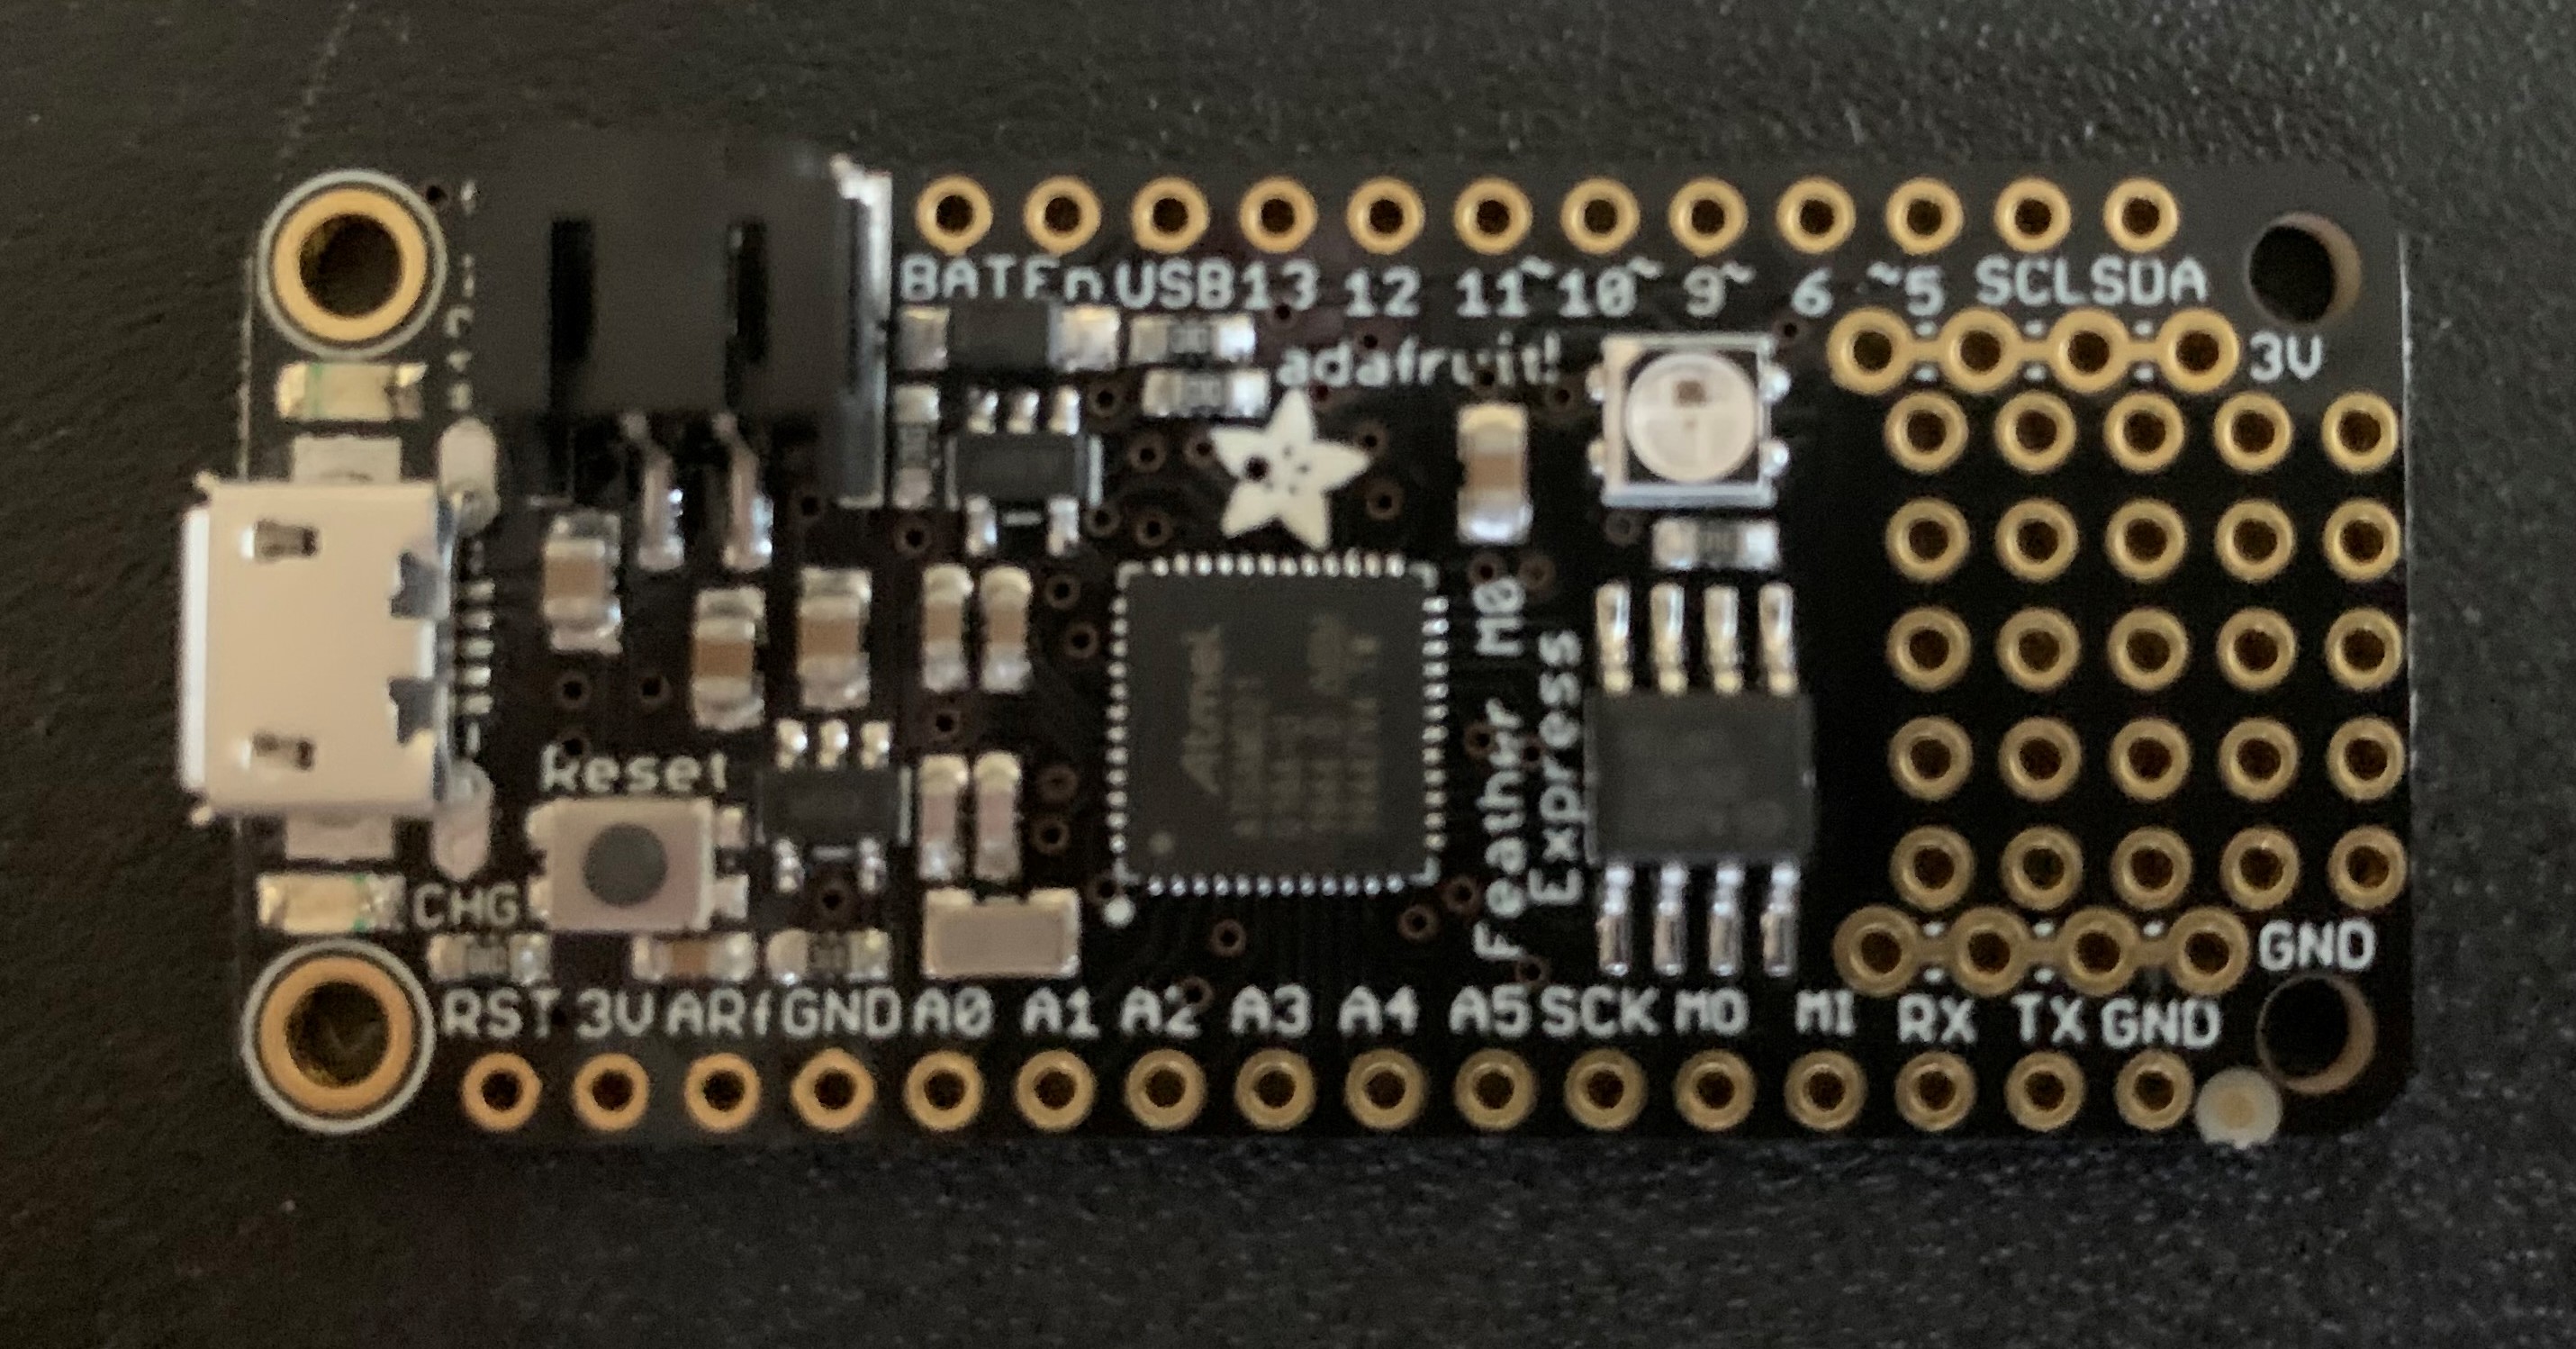 BAT En USB 13 12 11~ 10~ 9~ 6 ~5 SCL SDA
adafruit!
3V
Atmel
Feather M0
Express
Reset
CHG
GND
RST 3V ARf GND A0 A1 A2 A3 A4 A5 SCK MO MI RX TX GND